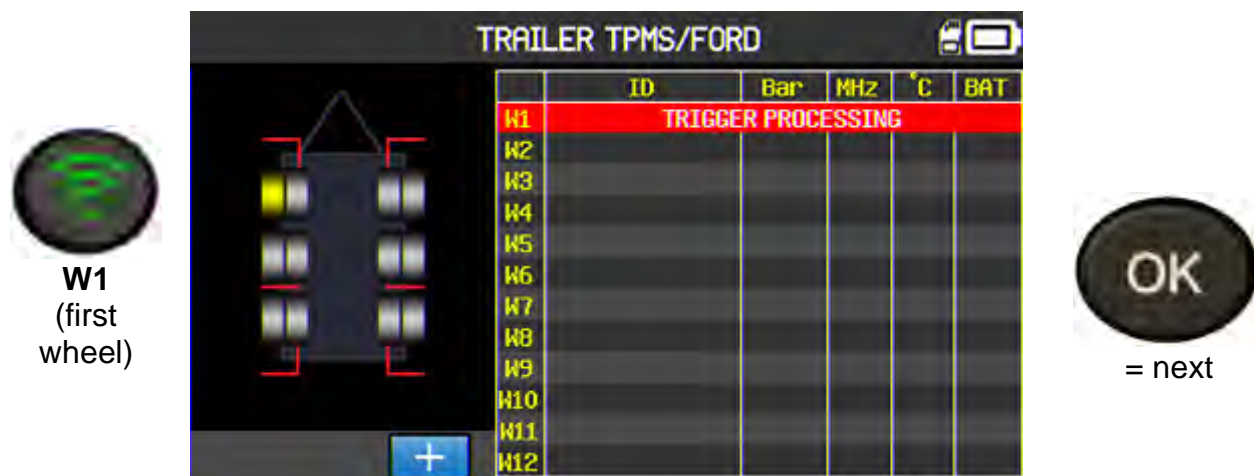 TRAILER TPMS/FORD
ID Bar MHz °C BAT
W1 TRIGGER PROCESSING
W2
W3
W4
W5
W6
W7
W8
W9
W10
W11
W12
+
W1
(first
wheel)
OK
= next